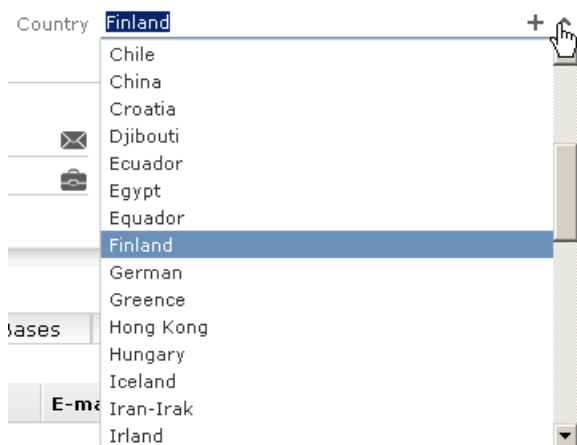 Country Finland
Chile
China
Croatia
Djibouti
Ecuador
Egypt
Equador
Finland
German
Greence
Hong Kong
Bases
Hungary
Iceland
Iran-Irak
Irland